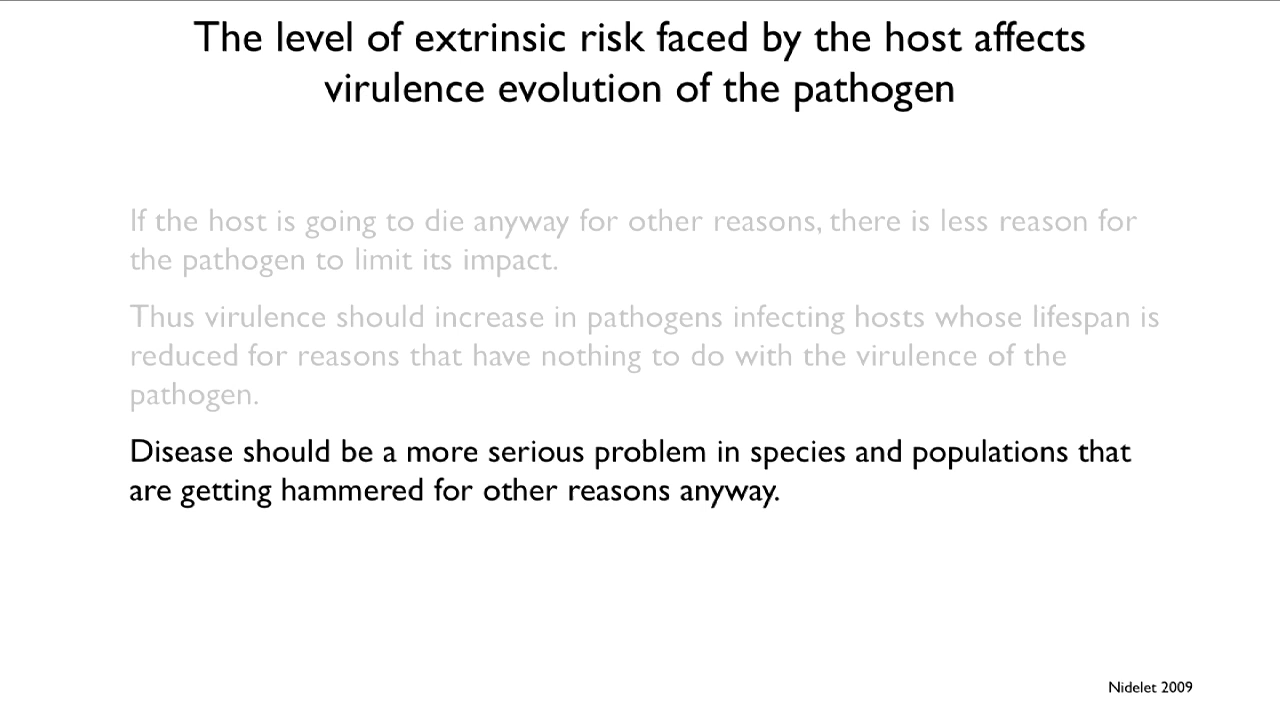 The level of extrinsic risk faced by the host affects
virulence evolution of the pathogen
If the host is going to die anyway for other reasons, there is less reason for
the pathogen to limit its impact.
Thus virulence should increase in pathogens infecting hosts whose lifespan is
reduced for reasons that have nothing to do with the virulence of the
pathogen.
Disease should be a more serious problem in species and populations that
are getting hammered for other reasons anyway.
Nidelet 2009